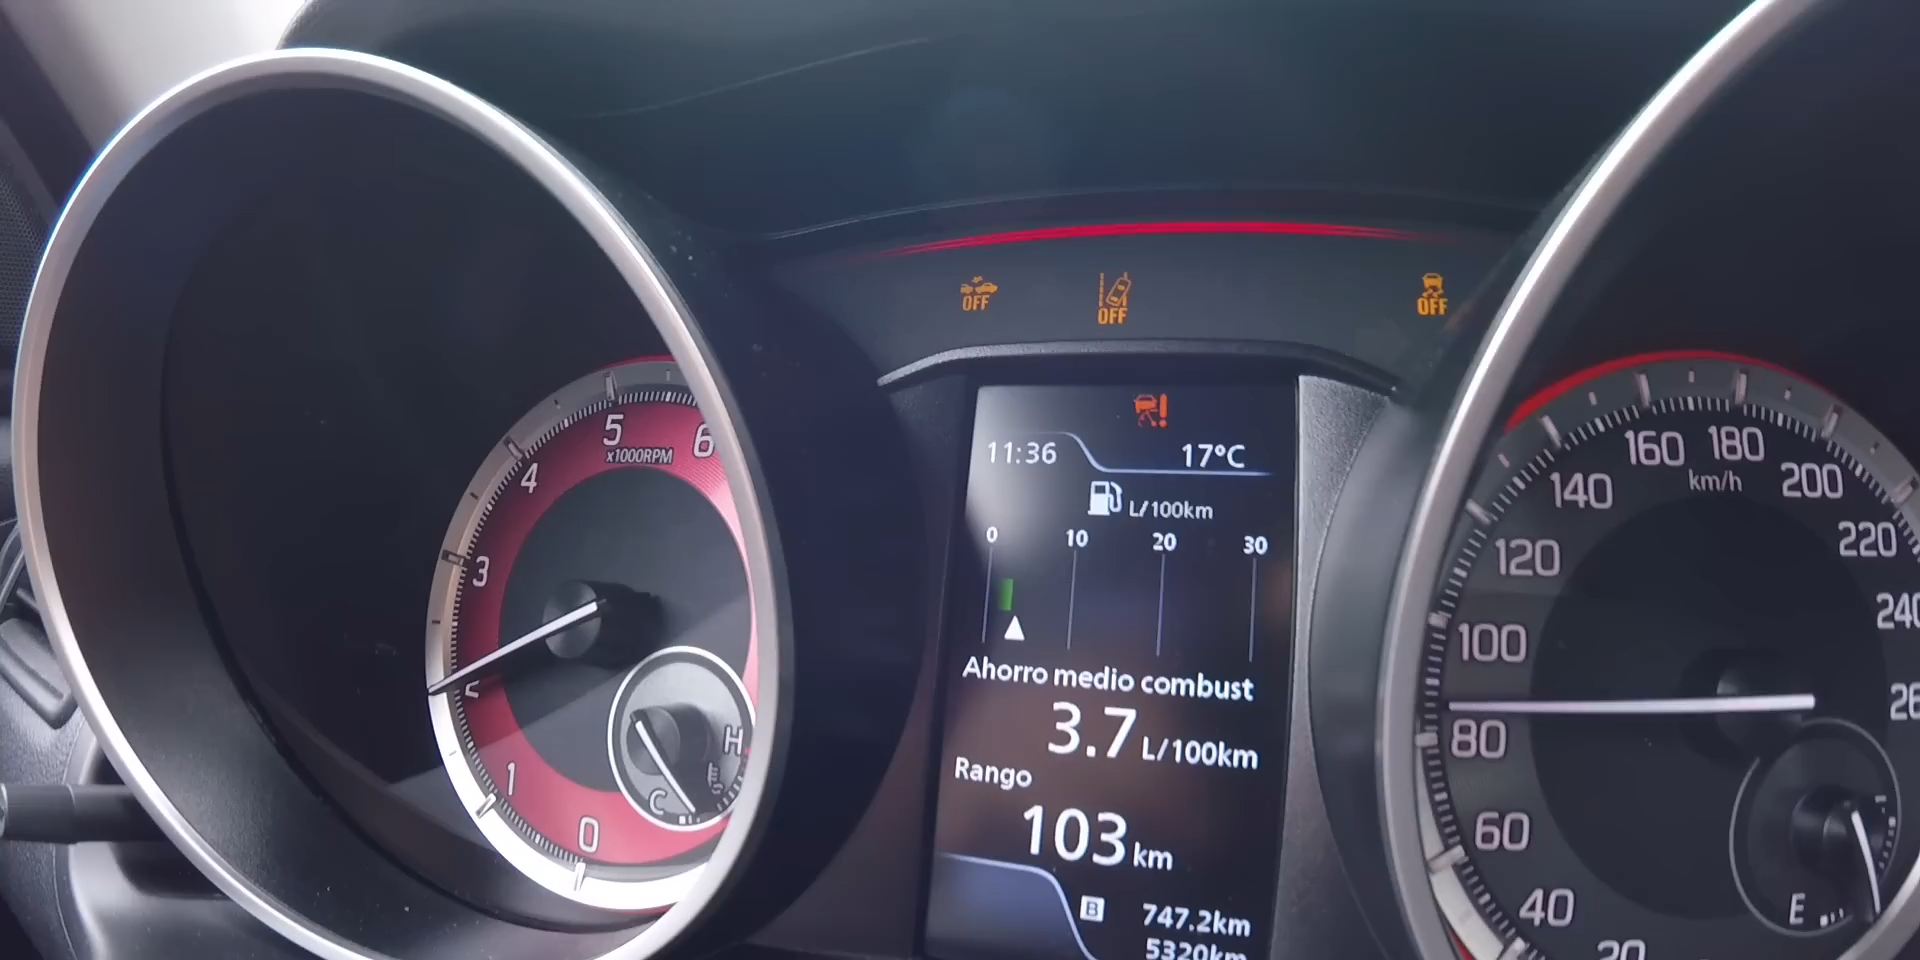 OFF
OFF
OFF
11:36 17°C
L/100km
0 10 20 30
Ahorro medio combust
3.7 L/100km
Rango
103 km
B 747.2km
5320km
6
5
x1000RPM
4
3
2
1
0
H
C
200
180
160
km/h
140
220
120
100
80
60
40
20
E